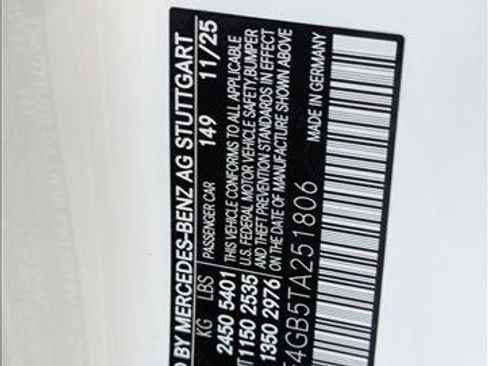 D BY MERCEDES-BENZ AG STUTTGART
KG LBS PASSENGER CAR 149 11/25
2450 5401 THIS VEHICLE CONFORMS TO ALL APPLICABLE
1150 2535 U.S. FEDERAL MOTOR VEHICLE SAFETY, BUMPER
1350 2976 AND THEFT PREVENTION STANDARDS IN EFFECT
ON THE DATE OF MANUFACTURE SHOWN ABOVE
4GB5TA251806 MADE IN GERMANY